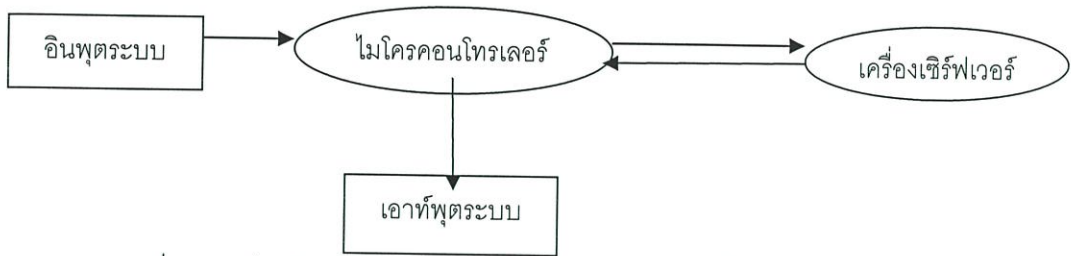 อินพุตระบบ
ไมโครคอนโทรเลอร์
เครื่องเซิร์ฟเวอร์
เอาท์พุตระบบ